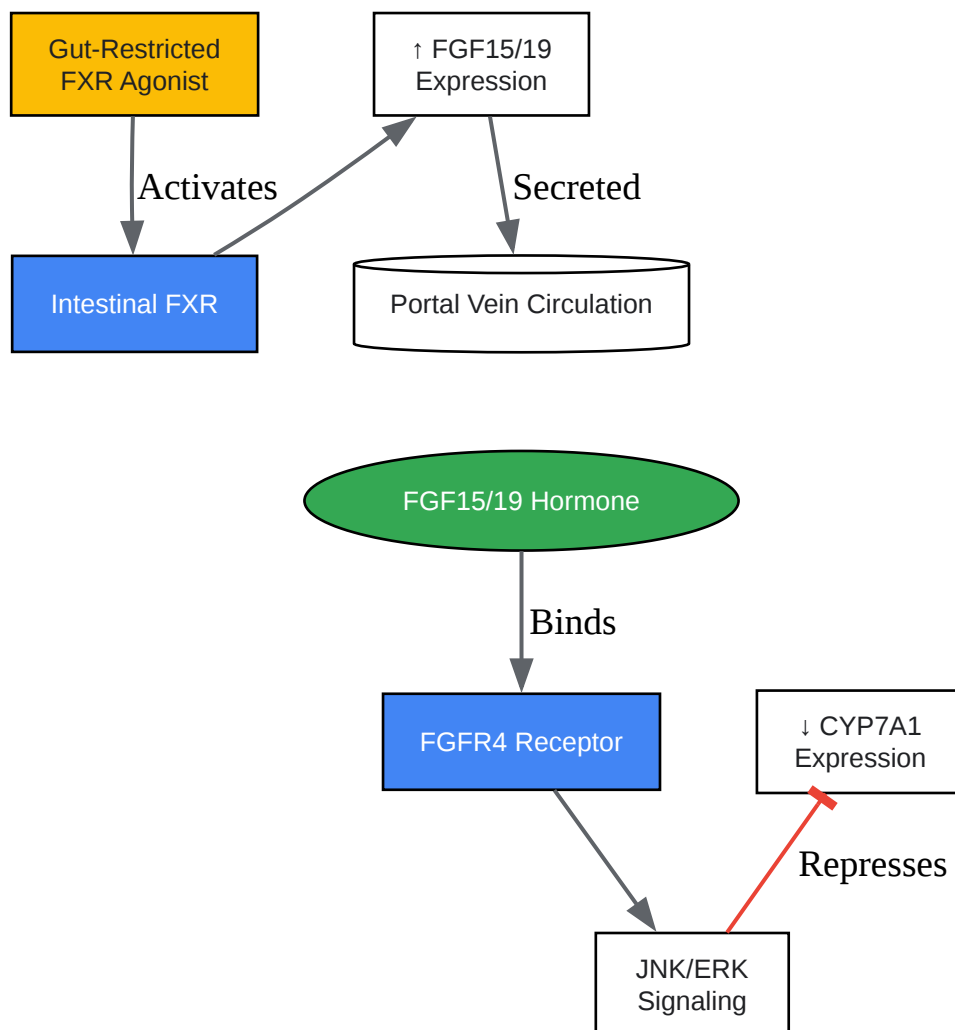 Gut-Restricted
FXR Agonist
↑ FGF15/19
Expression
Activates
Secreted
Intestinal FXR
Portal Vein Circulation
FGF15/19 Hormone
Binds
FGFR4 Receptor
↓ CYP7A1
Expression
Represses
JNK/ERK
Signaling